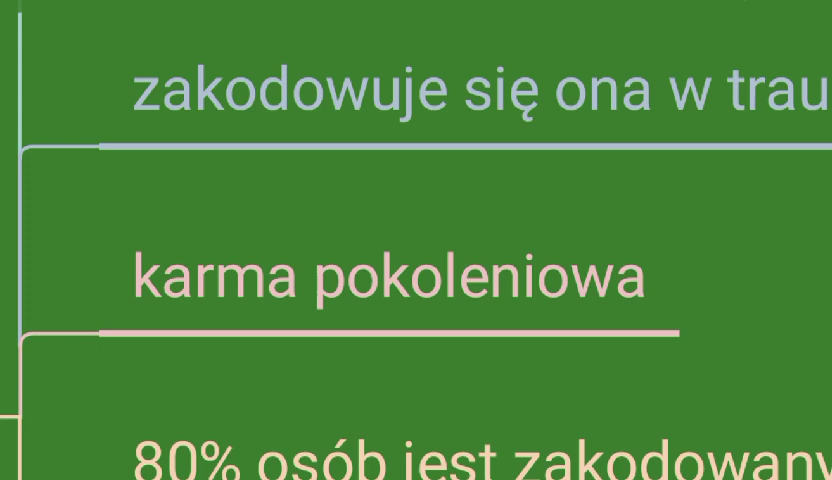 zakodowuje się ona w trau
karma pokoleniowa
80% osób jest zakodowany